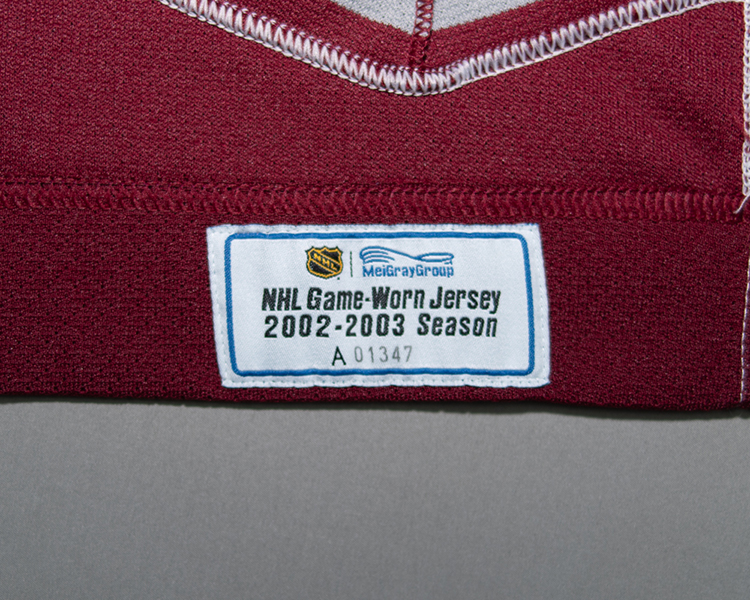 NHL MeiGrayGroup
NHL Game-Worn Jersey
2002-2003 Season
A 01347